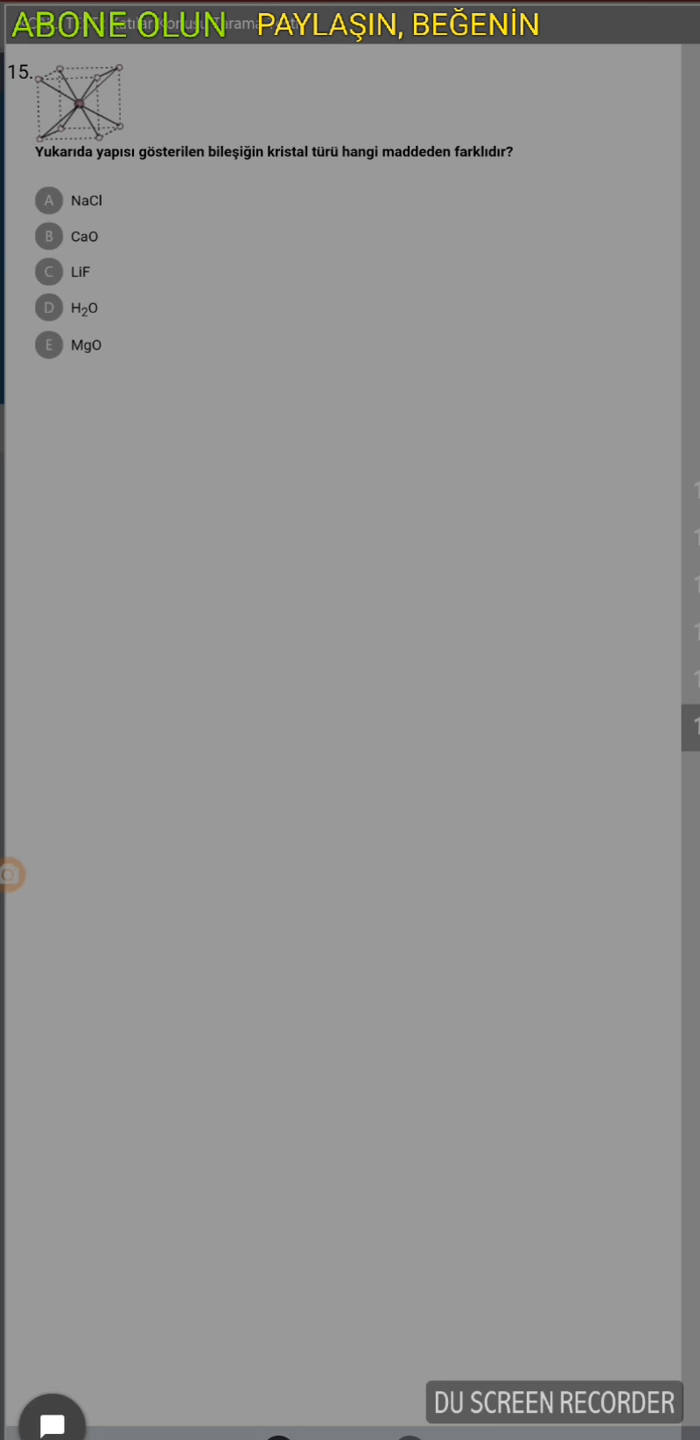 ABONE OLUN PAYLAŞIN, BEĞENİN
15.
Yukarıda yapısı gösterilen bileşiğin kristal türü hangi maddeden farklıdır?
A NaCl
B CaO
C LiF
D H₂O
E MgO
DU SCREEN RECORDER